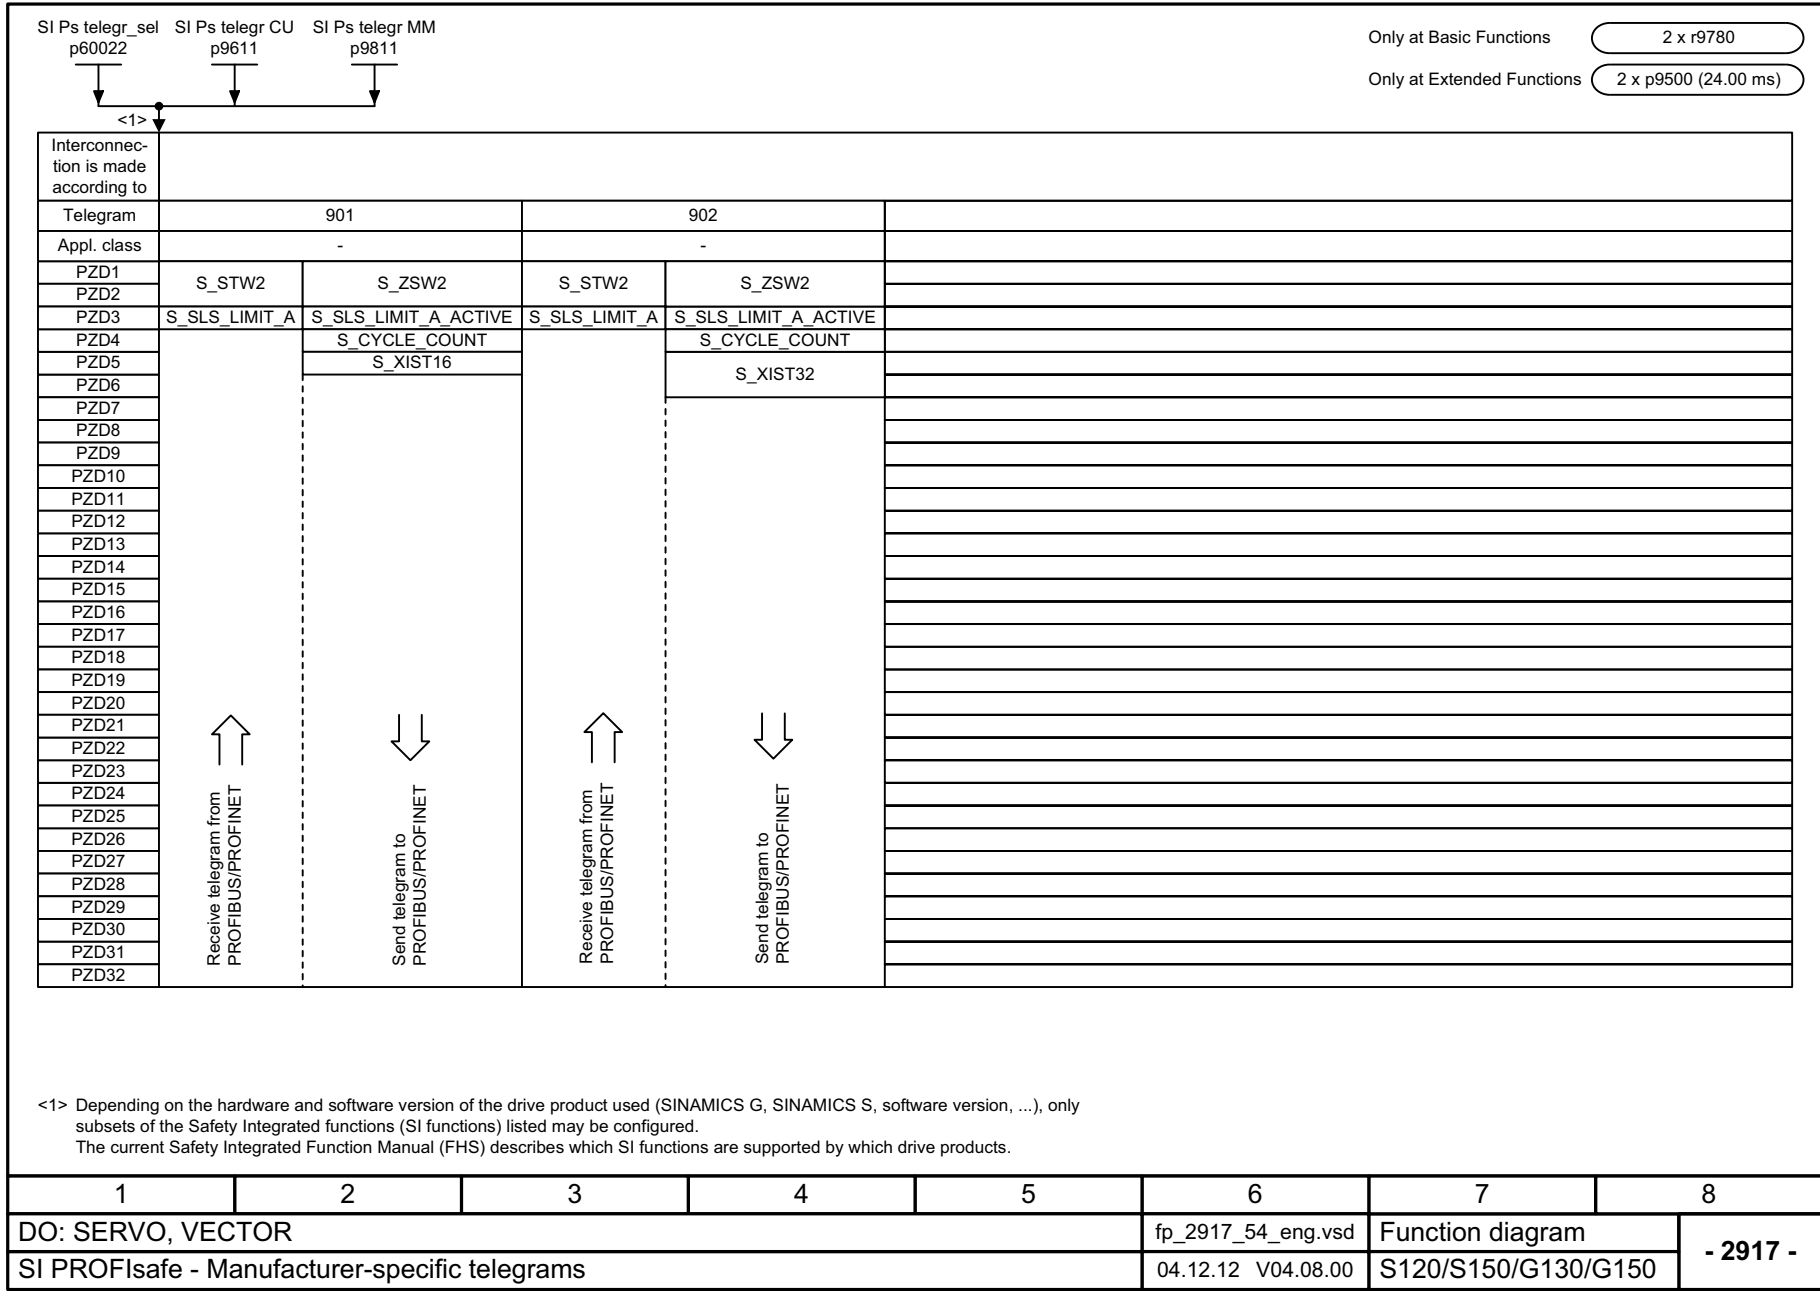 SI Ps telegr_sel SI Ps telegr CU SI Ps telegr MM
p60022 p9611 p9811
Only at Basic Functions 2 x r9780
Only at Extended Functions 2 x p9500 (24.00 ms)
<1>
Interconnec-
tion is made
according to
Telegram 901 902
Appl. class - -
PZD1
S_STW2 S_ZSW2 S_STW2 S_ZSW2
PZD2
PZD3 S_SLS_LIMIT_A S_SLS_LIMIT_A_ACTIVE S_SLS_LIMIT_A S_SLS_LIMIT_A_ACTIVE
PZD4 S_CYCLE_COUNT S_CYCLE_COUNT
PZD5 S_XIST16
S_XIST32
PZD6
PZD7
PZD8
PZD9
PZD10
PZD11
PZD12
PZD13
PZD14
PZD15
PZD16
PZD17
PZD18
PZD19
PZD20
PZD21
PZD22
PZD23
PZD24
PZD25
PZD26
PZD27
PZD28
PZD29
PZD30
PZD31
PZD32
Receive telegram from
PROFIBUS/PROFINET
Send telegram to
PROFIBUS/PROFINET
Receive telegram from
PROFIBUS/PROFINET
Send telegram to
PROFIBUS/PROFINET
<1> Depending on the hardware and software version of the drive product used (SINAMICS G, SINAMICS S, software version, ...), only
subsets of the Safety Integrated functions (SI functions) listed may be configured.
The current Safety Integrated Function Manual (FHS) describes which SI functions are supported by which drive products.
1 2 3 4 5 6 7 8
DO: SERVO, VECTOR fp_2917_54_eng.vsd Function diagram
- 2917 -
SI PROFIsafe - Manufacturer-specific telegrams 04.12.12 V04.08.00 S120/S150/G130/G150